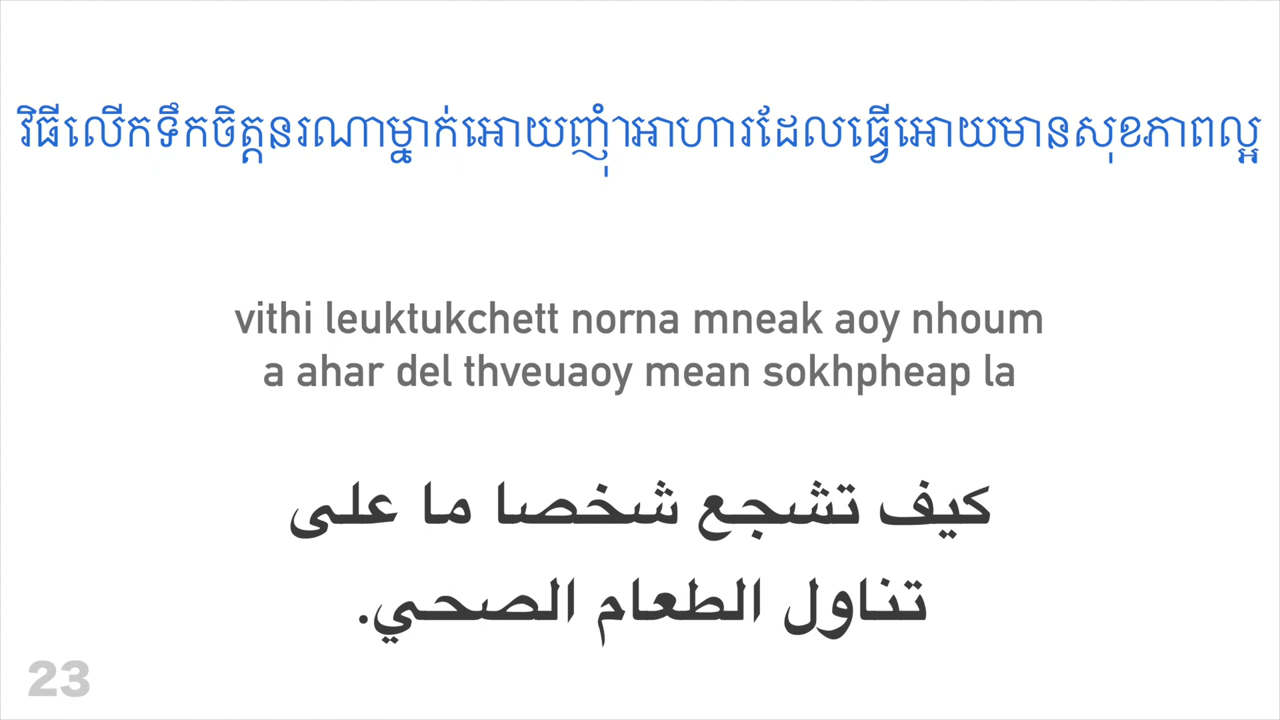 វិធីលើកទឹកចិត្តនរណាម្នាក់អោយញុំាអាហារដែលធ្វើអោយមានសុខភាពល្អ
vithi leuktukchett norna mneak aoy nhoum
a ahar del thveuaoy mean sokhpheap la
كيف تشجع شخصا ما على
تناول الطعام الصحي.
23